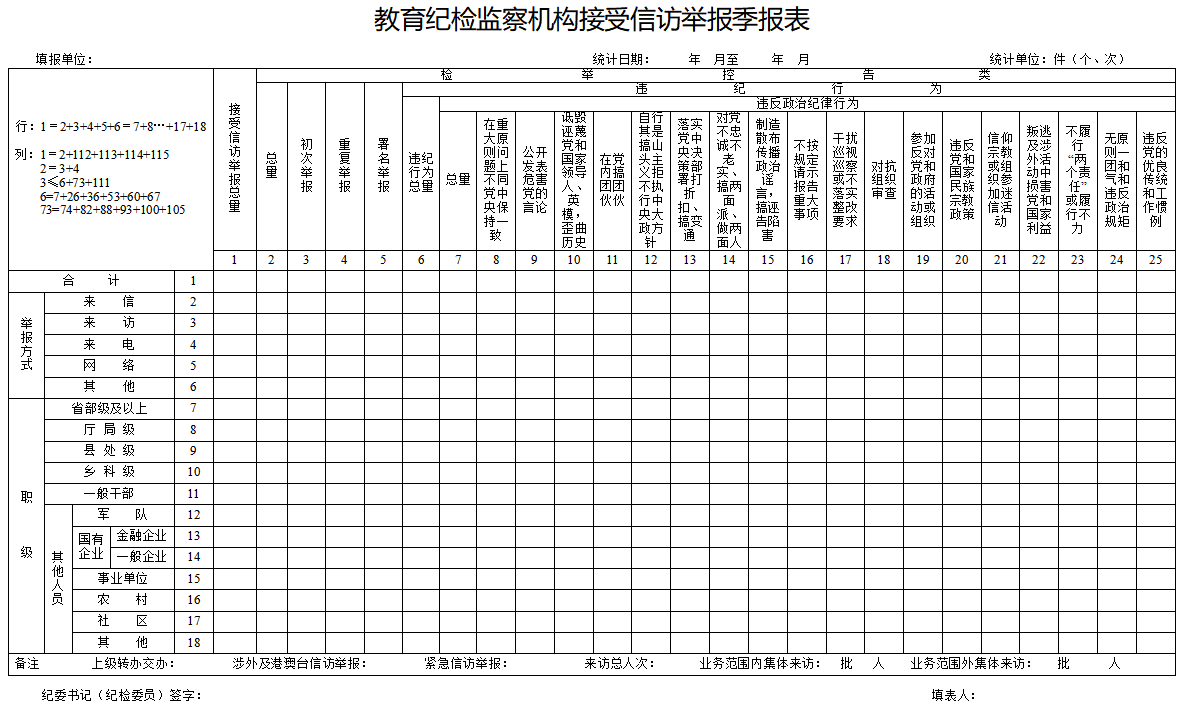 教育纪检监察机构接受信访举报季报表
填报单位：
统计日期：　　年　月至　　年　月
统计单位：件（个、次）
行：1＝2+3+4+5+6＝7+8…+17+18
列：1＝2+112+113+114+115
2＝3+4
3≤6+73+111
6=7+26+36+53+60+67
73=74+82+88+93+100+105
接受信访举报总量
检举控告类
总量
初次举报
重复举报
署名举报
违纪行为
违纪行为总量
违反政治纪律行为
总量
在重大原则问题上不同党中央保持一致
公开发表危害党的言论
诋毁诬蔑党和国家领导人、英模，歪曲历史
在党内搞团团伙伙
自行其是搞山头主义拒不执行党中央大政方针
落实党中央决策部署打折扣、搞变通
对党不忠诚不老实、搞两面派、做两面人
制造散布传播政治谣言，搞诬告陷害
不按规定请示报告重大事项
干扰巡视巡察或不落实整改要求
对抗组织审查
参加反对党和政府的活动或组织
违反党和国家民族宗教政策
信仰宗教或组织参加迷信活动
叛逃及涉外活动中损害党和国家利益
不履行“两个责任”或履行不力
无原则一团和气和违反政治规矩
违反党的优良传统和工作惯例
1 2 3 4 5 6 7 8 9 10 11 12 13 14 15 16 17 18 19 20 21 22 23 24 25
合　计 1
举报方式
来　信 2
来　访 3
来　电 4
网　络 5
其　他 6
职级
省部级及以上 7
厅 局 级 8
县 处 级 9
乡 科 级 10
一般干部 11
其他人员
军　队 12
国有企业
金融企业 13
一般企业 14
事业单位 15
农　村 16
社　区 17
其　他 18
备注　上级转办交办：　涉外及港澳台信访举报：　紧急信访举报：　来访总人次：　业务范围内集体来访：　批　人　业务范围外集体来访：　批　人
纪委书记（纪检委员）签字：
填表人：